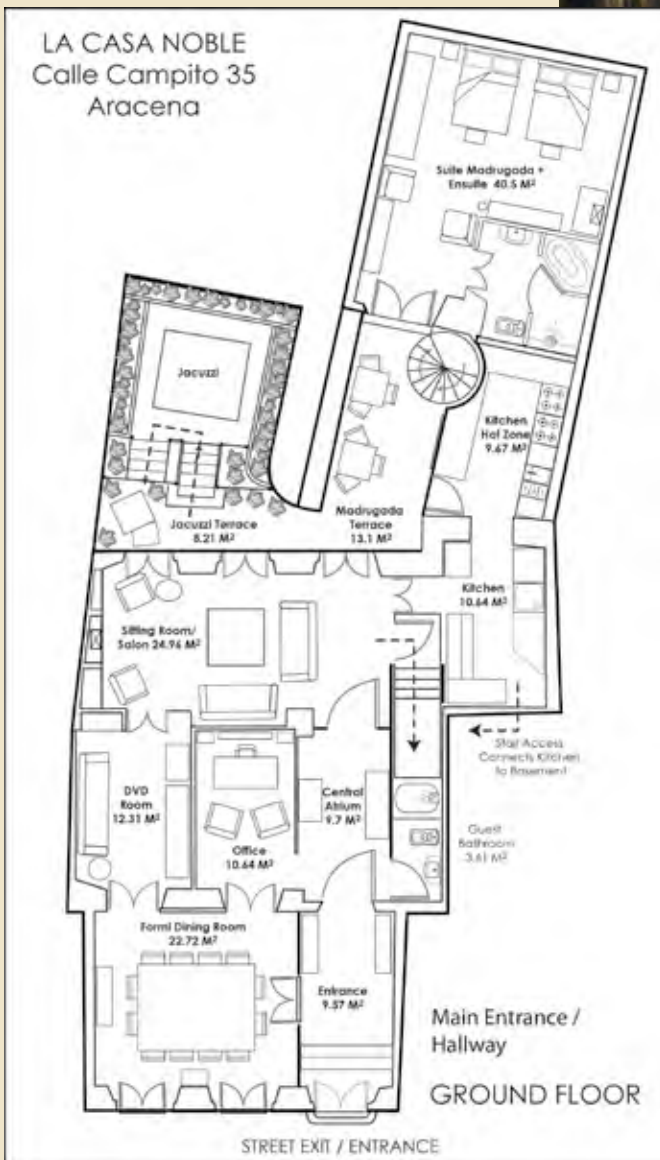 LA CASA NOBLE
Calle Campito 35
Aracena
Suite Madrugada +
Ensuite 40.5 M²
Jacuzzi
Kitchen
Hot Zone
9.67 M²
Jacuzzi Terrace
8.21 M²
Madrugada
Terrace
13.1 M²
Kitchen
10.64 M²
Sitting Room/
Salon 24.96 M²
Stair Access
Connects Kitchen
to Basement
DVD
Room
12.31 M²
Central
Atrium
9.7 M²
Office
10.64 M²
Guest
Bathroom
3.61 M²
Forml Dining Room
22.72 M²
Entrance
9.57 M²
Main Entrance /
Hallway
GROUND FLOOR
STREET EXIT / ENTRANCE